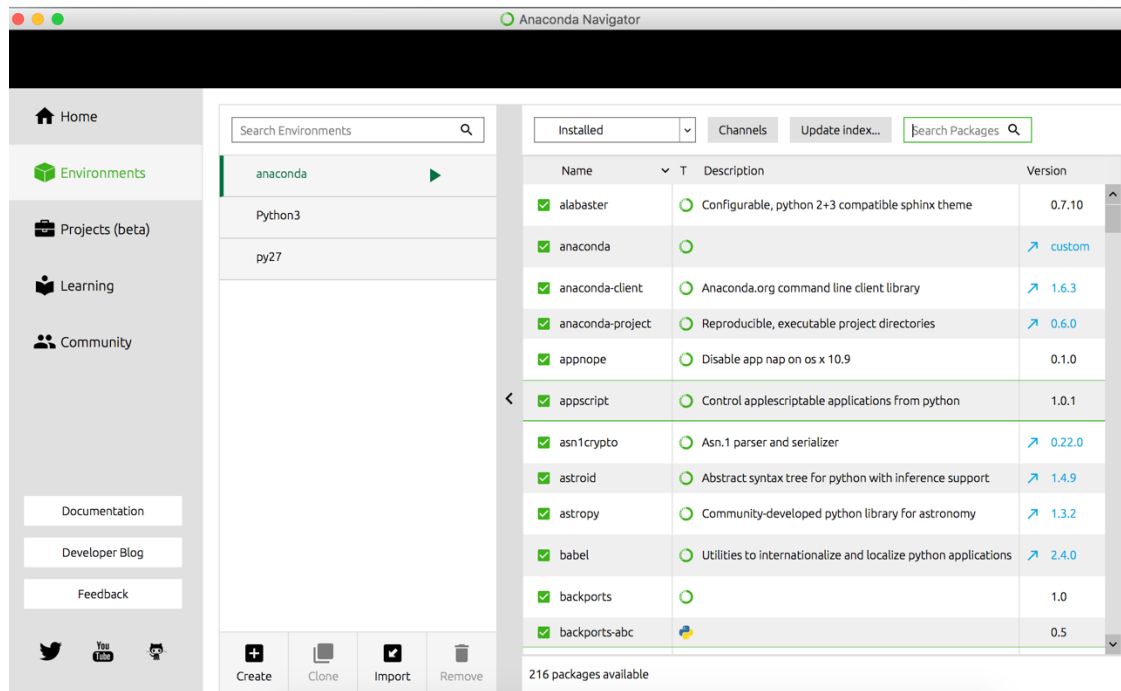 Anaconda Navigator
Home
Environments
Projects (beta)
Learning
Community
Documentation
Developer Blog
Feedback
You
Tube
Search Environments
anaconda
Python3
py27
Create
Clone
Import
Remove
Installed
Channels
Update index...
Search Packages
Name T Description Version
alabaster Configurable, python 2+3 compatible sphinx theme 0.7.10
anaconda custom
anaconda-client Anaconda.org command line client library 1.6.3
anaconda-project Reproducible, executable project directories 0.6.0
appnope Disable app nap on os x 10.9 0.1.0
appscript Control applescriptable applications from python 1.0.1
asn1crypto Asn.1 parser and serializer 0.22.0
astroid Abstract syntax tree for python with inference support 1.4.9
astropy Community-developed python library for astronomy 1.3.2
babel Utilities to internationalize and localize python applications 2.4.0
backports 1.0
backports-abc 0.5
216 packages available